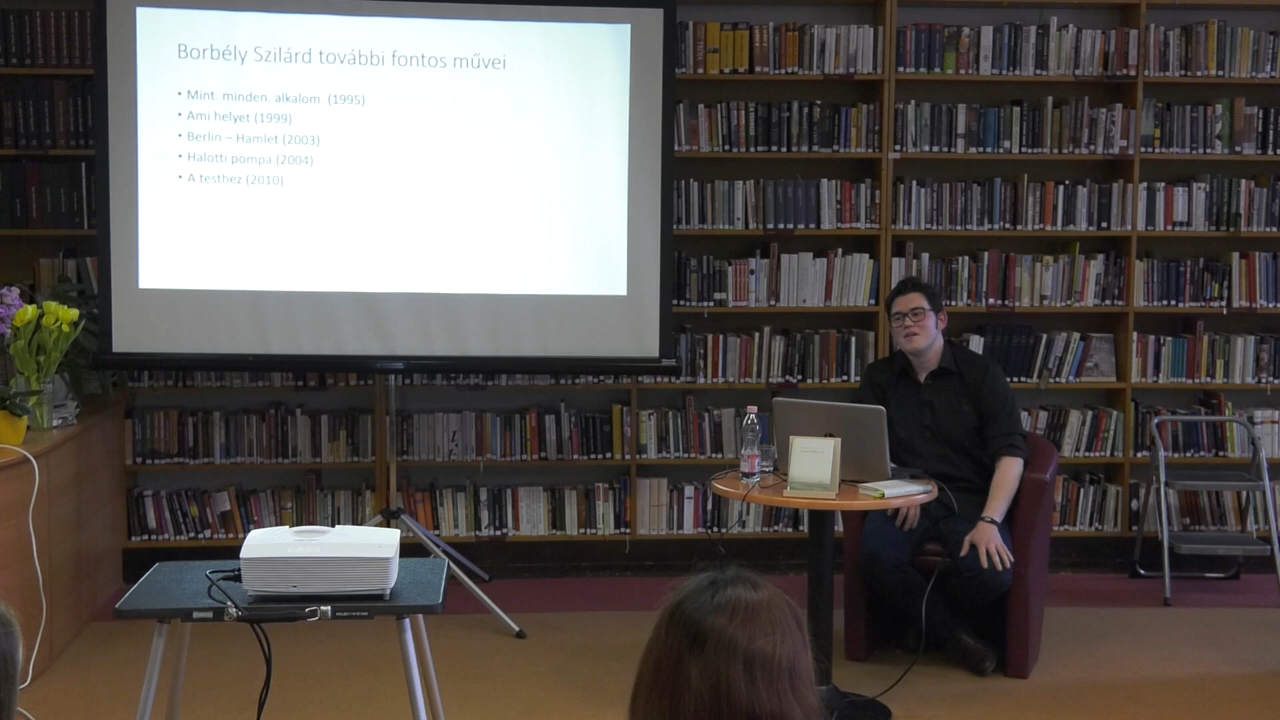 Borbély Szilárd további fontos művei
• Mint. minden. alkalom. (1995)
• Ami helyet (1999)
• Berlin – Hamlet (2003)
• Halotti pompa (2004)
• A testhez (2010)